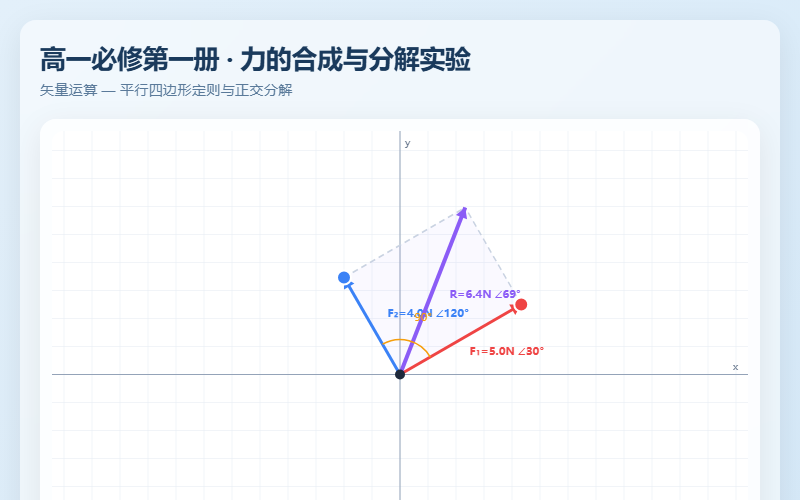 高一必修第一册 · 力的合成与分解实验
矢量运算 — 平行四边形定则与正交分解
y
R=6.4N ∠69°
F₂=4.0N ∠120°
90°
F₁=5.0N ∠30°
x